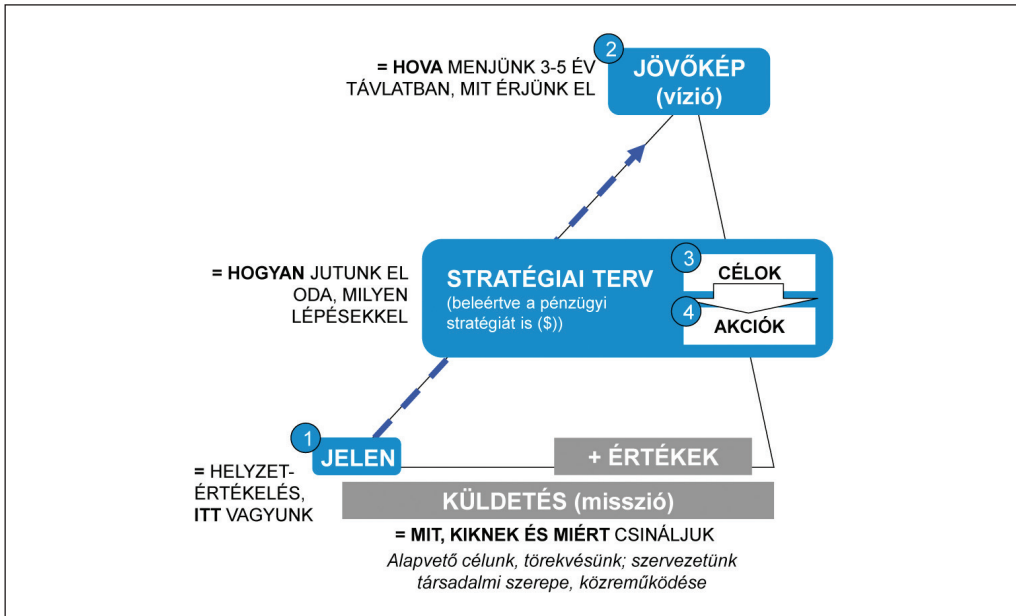 = HOVA MENJÜNK 3-5 ÉV
TÁVLATBAN, MIT ÉRJÜNK EL
2
JÖVŐKÉP
(vízió)
= HOGYAN JUTUNK EL
ODA, MILYEN
LÉPÉSEKKEL
STRATÉGIAI TERV
(beleértve a pénzügyi
stratégiát is ($))
3
CÉLOK
4
AKCIÓK
1
JELEN
+ ÉRTÉKEK
= HELYZET-
ÉRTÉKELÉS,
ITT VAGYUNK
KÜLDETÉS (misszió)
= MIT, KIKNEK ÉS MIÉRT CSINÁLJUK
Alapvető célunk, törekvésünk; szervezetünk
társadalmi szerepe, közreműködése